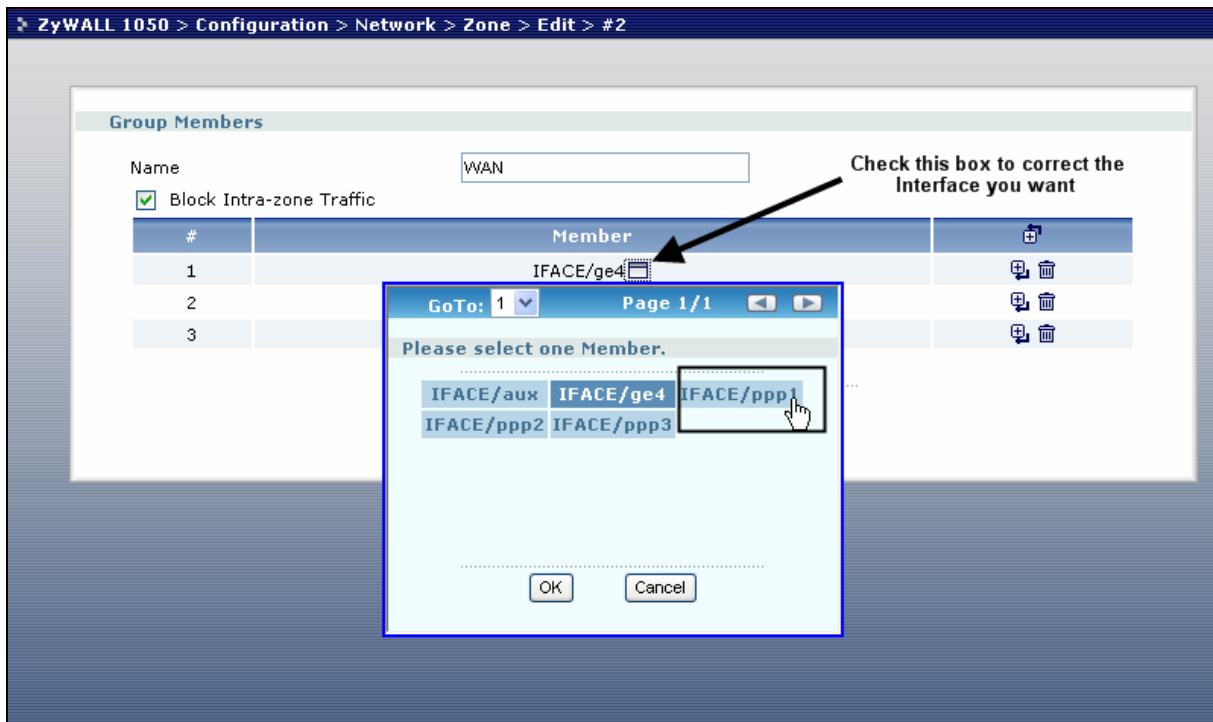 ZyWALL 1050 > Configuration > Network > Zone > Edit > #2
Group Members
Name WAN
Check this box to correct the
Interface you want
Block Intra-zone Traffic
# Member
1 IFACE/ge4
2
3
GoTo: 1 Page 1/1
Please select one Member.
IFACE/aux IFACE/ge4 IFACE/ppp1
IFACE/ppp2 IFACE/ppp3
OK Cancel